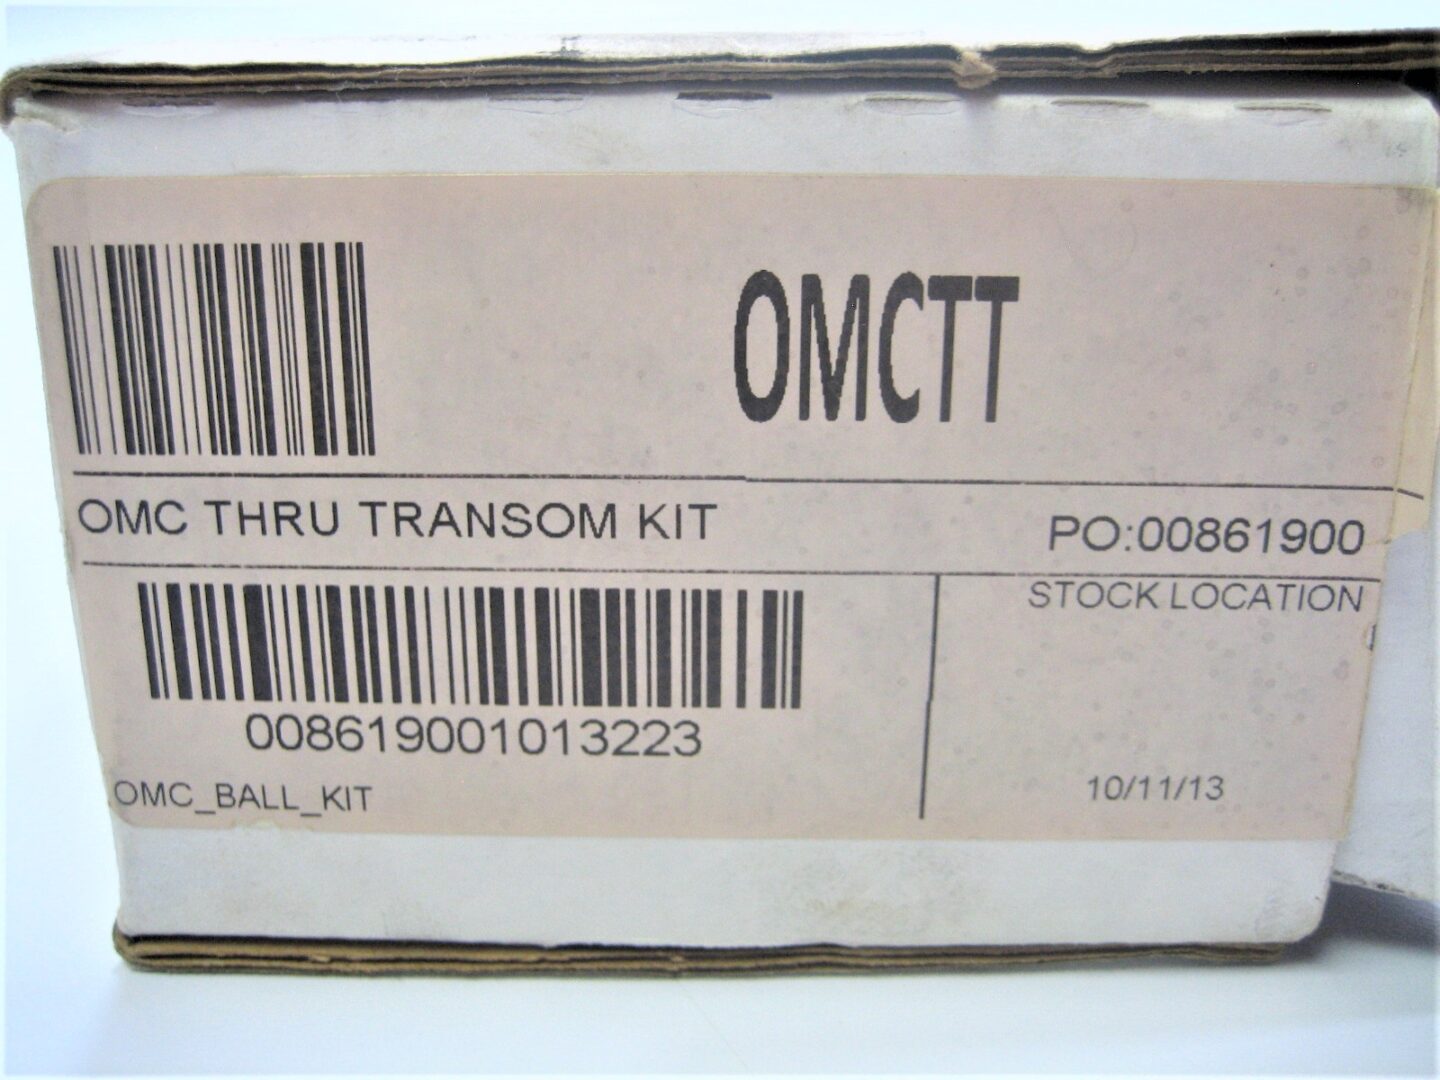 OMCTT
OMC THRU TRANSOM KIT
PO:00861900
STOCK LOCATION
008619001013223
OMC_BALL_KIT
10/11/13